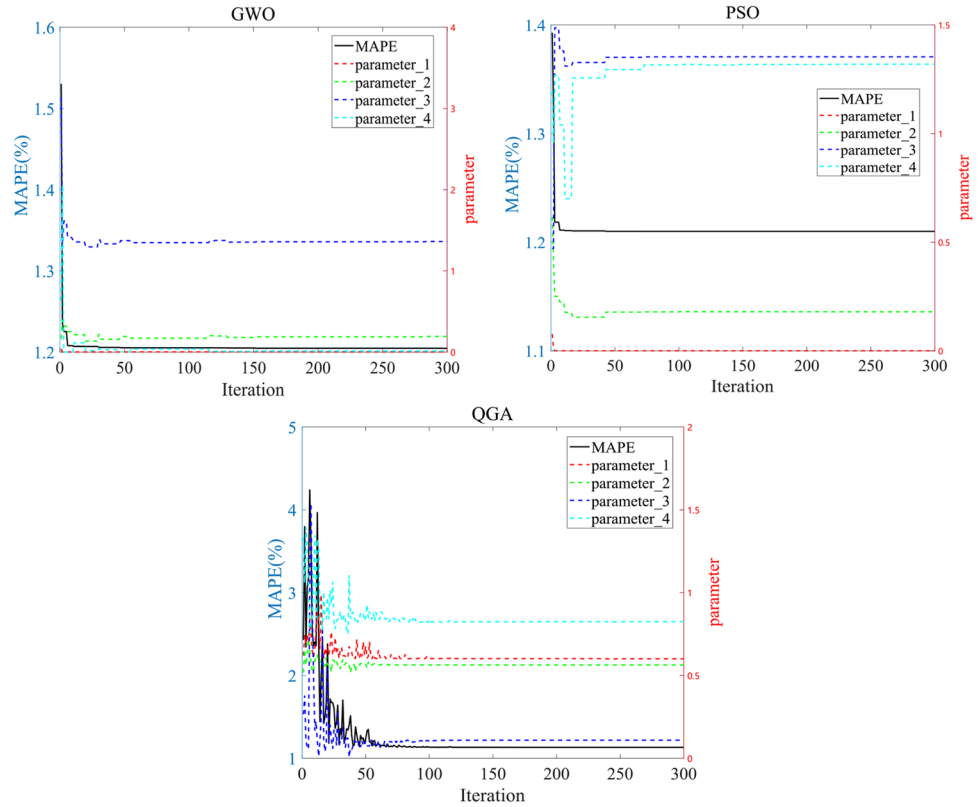 GWO
1.6
1.5
1.4
1.3
1.2
MAPE(%)
4
3
2
1
0
parameter
MAPE
parameter_1
parameter_2
parameter_3
parameter_4
0 50 100 150 200 250 300
Iteration
PSO
1.4
1.3
1.2
1.1
MAPE(%)
1.5
1
0.5
0
parameter
MAPE
parameter_1
parameter_2
parameter_3
parameter_4
0 50 100 150 200 250 300
Iteration
QGA
5
4
3
2
1
MAPE(%)
2
1.5
1
0.5
0
parameter
MAPE
parameter_1
parameter_2
parameter_3
parameter_4
0 50 100 150 200 250 300
Iteration